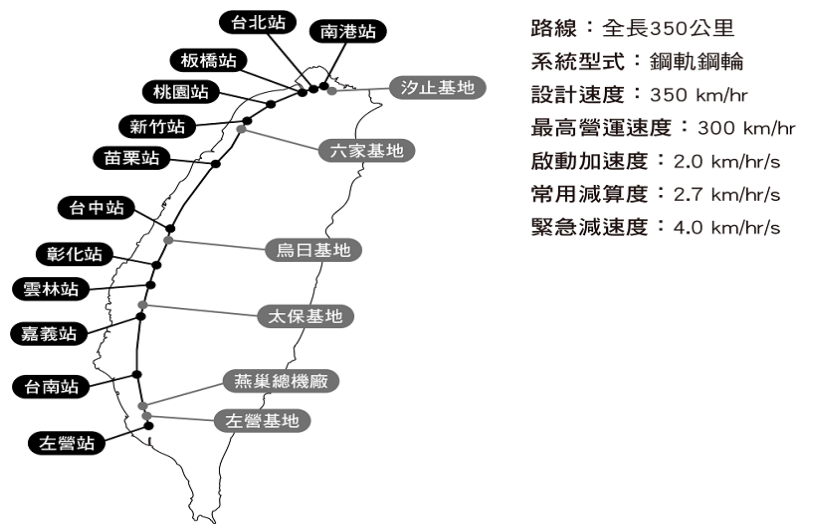 台北站
南港站
板橋站
桃園站
汐止基地
新竹站
六家基地
苗栗站
台中站
烏日基地
彰化站
雲林站
太保基地
嘉義站
燕巢總機廠
台南站
左營基地
左營站
路線：全長350公里
系統型式：鋼軌鋼輪
設計速度：350 km/hr
最高營運速度：300 km/hr
啟動加速度：2.0 km/hr/s
常用減算度：2.7 km/hr/s
緊急減速度：4.0 km/hr/s